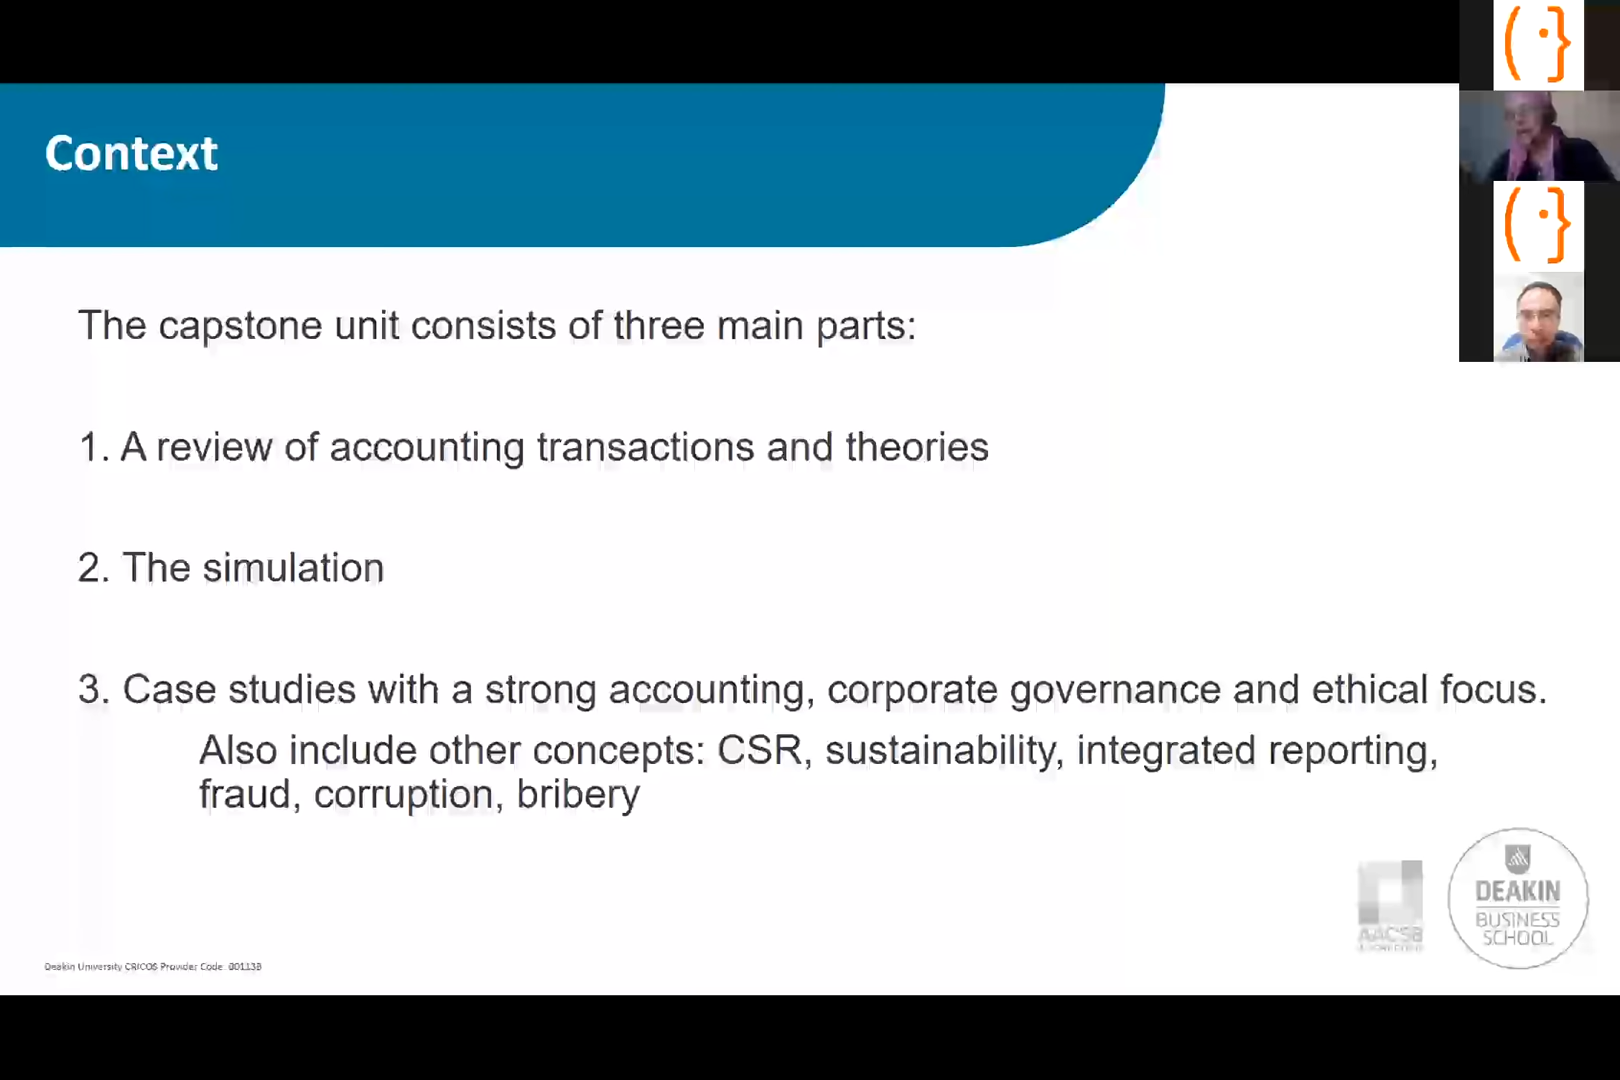 Context
The capstone unit consists of three main parts:
1. A review of accounting transactions and theories
2. The simulation
3. Case studies with a strong accounting, corporate governance and ethical focus.
Also include other concepts: CSR, sustainability, integrated reporting,
fraud, corruption, bribery
AACSB
DEAKIN
BUSINESS
SCHOOL
Deakin University CRICOS Provider Code: 00113B